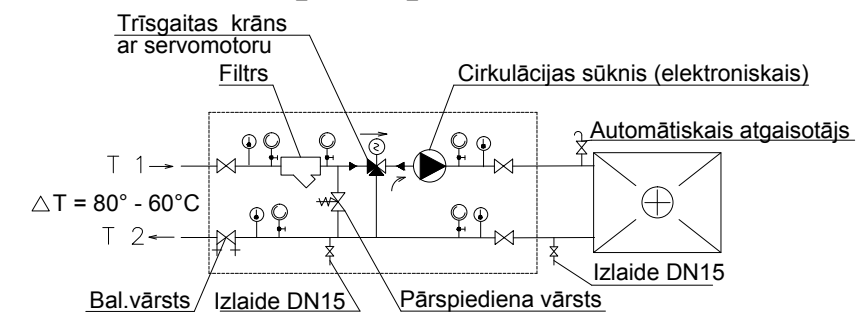 Trīsgaitas krāns
ar servomotoru
Filtrs
Cirkulācijas sūknis (elektroniskais)
Automātiskais atgaisotājs
T 1
△T = 80° - 60°C
T 2
Izlaide DN15
Bal.vārsts
Izlaide DN15
Pārspiediena vārsts